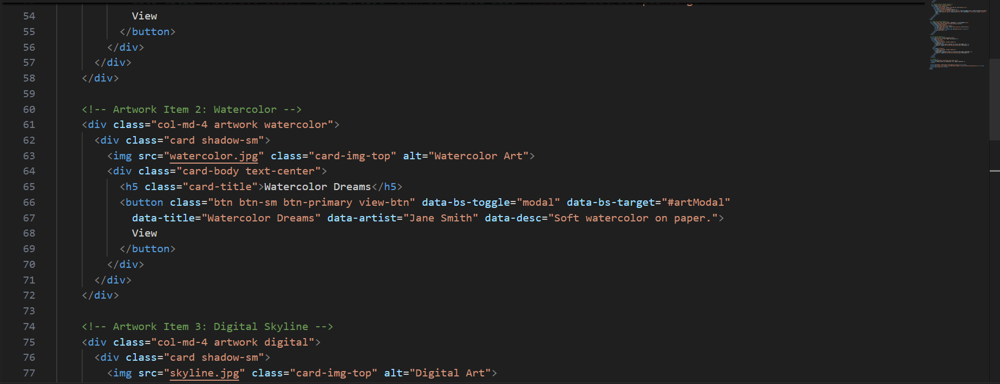 54 View
55 </button>
56 </div>
57 </div>
58 </div>
59
60 <!-- Artwork Item 2: Watercolor -->
61 <div class="col-md-4 artwork watercolor">
62 <div class="card shadow-sm">
63 <img src="watercolor.jpg" class="card-img-top" alt="Watercolor Art">
64 <div class="card-body text-center">
65 <h5 class="card-title">Watercolor Dreams</h5>
66 <button class="btn btn-sm btn-primary view-btn" data-bs-toggle="modal" data-bs-target="#artModal"
67 data-title="Watercolor Dreams" data-artist="Jane Smith" data-desc="Soft watercolor on paper.">
68 View
69 </button>
70 </div>
71 </div>
72 </div>
73
74 <!-- Artwork Item 3: Digital Skyline -->
75 <div class="col-md-4 artwork digital">
76 <div class="card shadow-sm">
77 <img src="skyline.jpg" class="card-img-top" alt="Digital Art">